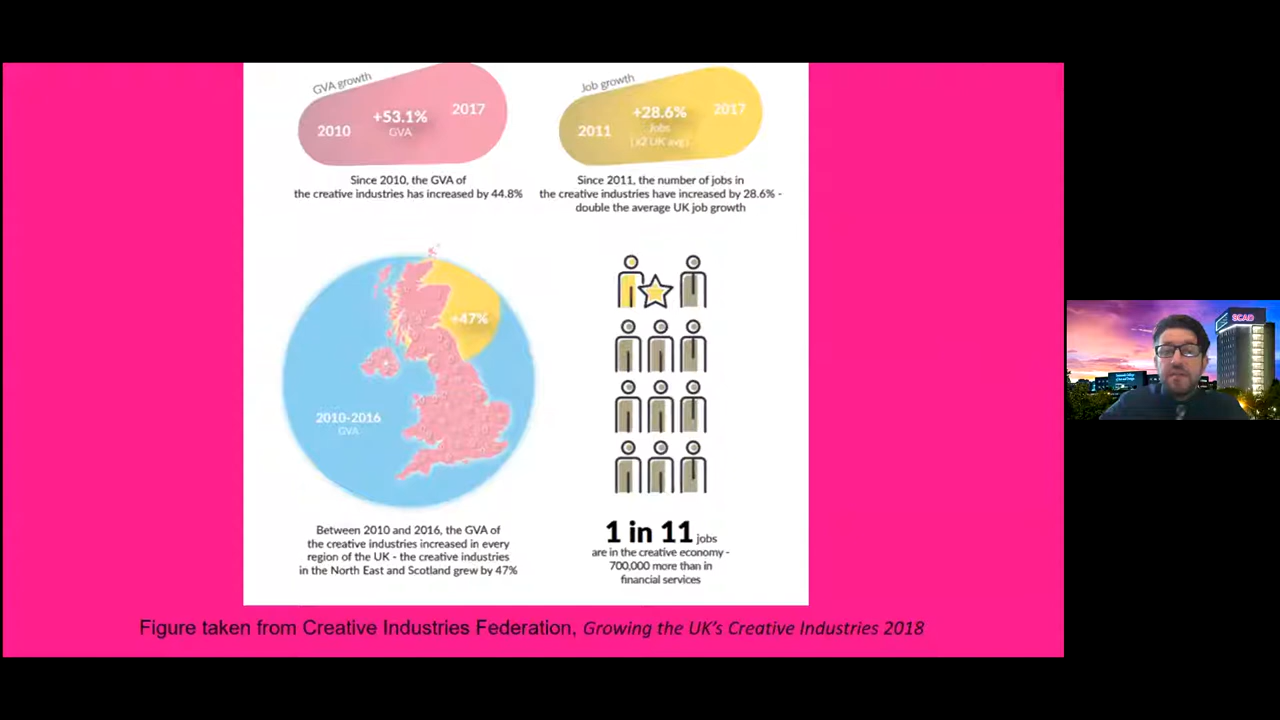 GVA growth
2010
+53.1%
GVA
2017
Since 2010, the GVA of
the creative industries has increased by 44.8%
Job growth
2011
+28.6%
Jobs
(x2 UK avg)
2017
Since 2011, the number of jobs in
the creative industries have increased by 28.6% -
double the average UK job growth
+47%
2010-2016
GVA
Between 2010 and 2016, the GVA of
the creative industries increased in every
region of the UK - the creative industries
in the North East and Scotland grew by 47%
1 in 11 jobs
are in the creative economy -
700,000 more than in
financial services
Figure taken from Creative Industries Federation, Growing the UK's Creative Industries 2018
SCAD